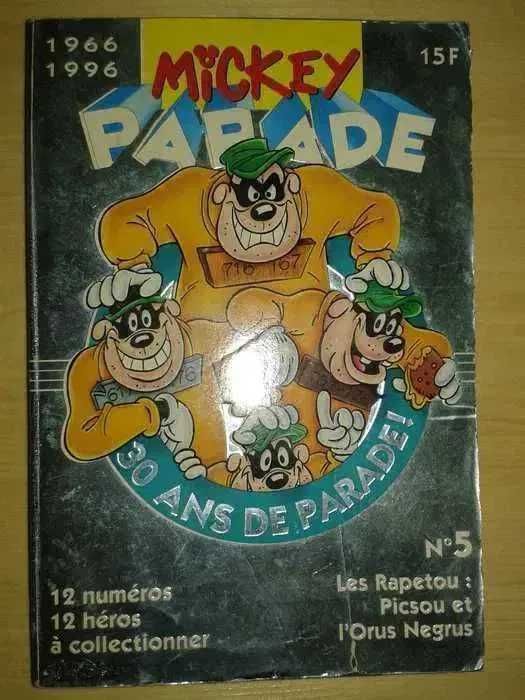 1966
1996
MiCKEY
PARADE
15F
716 167
30 ANS DE PARADE!
N°5
Les Rapetou :
Picsou et
l'Orus Negrus
12 numéros
12 héros
à collectionner